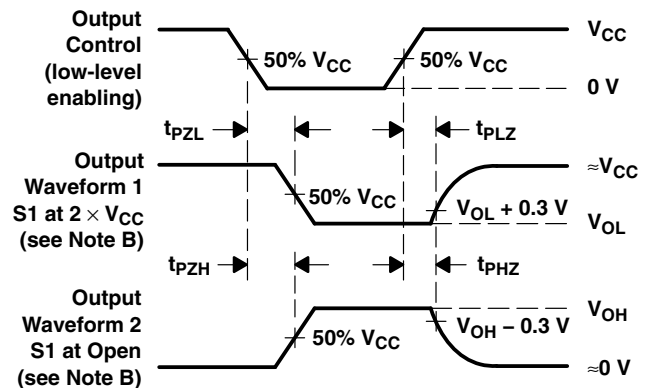 Output
Control
(low-level
enabling)
50% VCC
50% VCC
VCC
0 V
tPZL
tPLZ
Output
Waveform 1
S1 at 2 × VCC
(see Note B)
50% VCC
VOL + 0.3 V
≈VCC
VOL
tPZH
tPHZ
Output
Waveform 2
S1 at Open
(see Note B)
50% VCC
VOH – 0.3 V
VOH
≈0 V